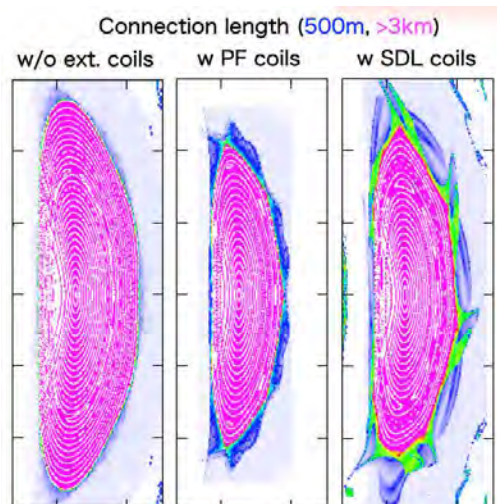 Connection length (500m, >3km)
w/o ext. coils
w PF coils
w SDL coils